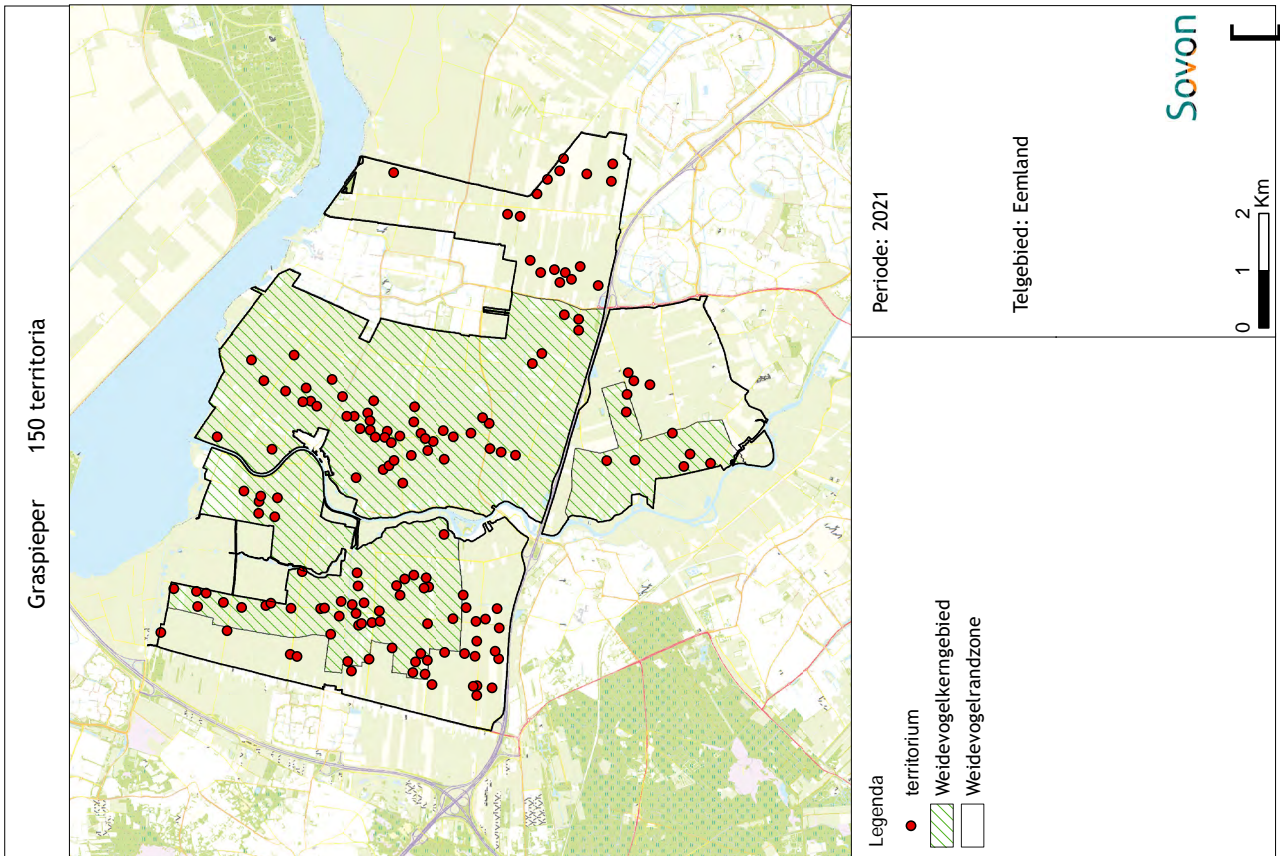 Graspieper 150 territoria
Legenda
territorium
Weidevogelkerngebied
Weidevogelrandzone
Periode: 2021
Telgebied: Eemland
0 1 2
Km
Sovon